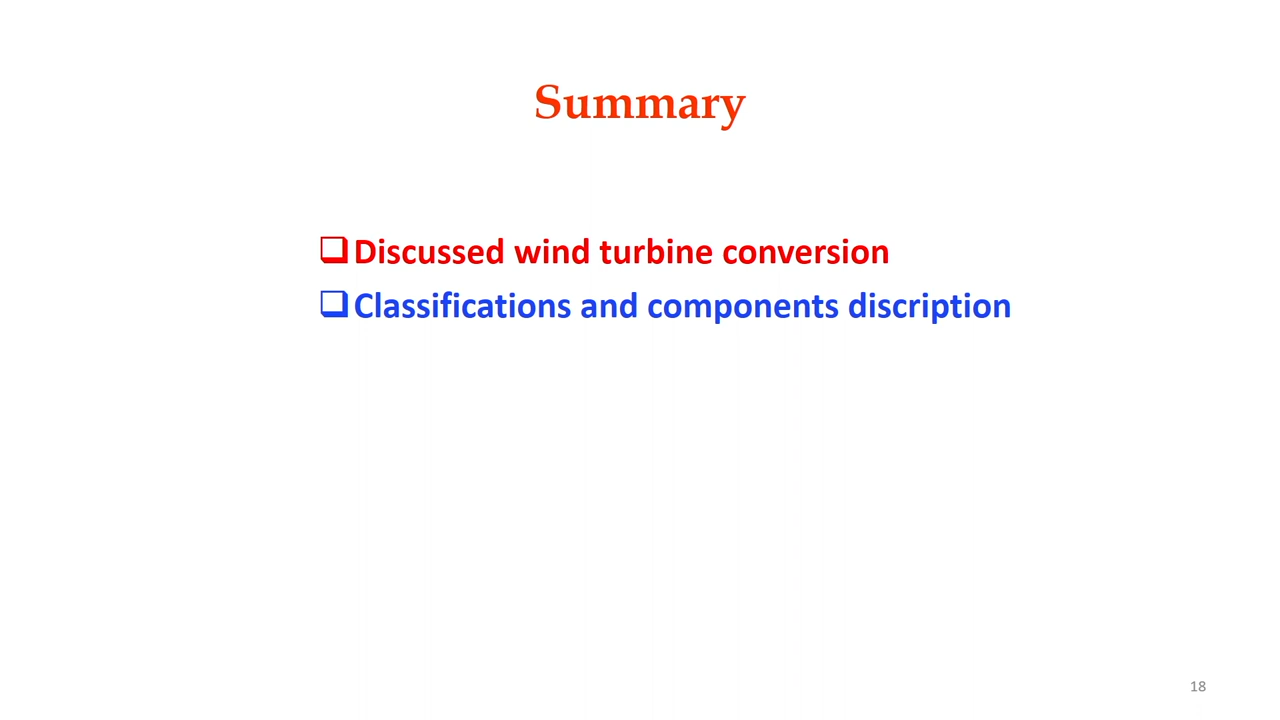 Summary
❑Discussed wind turbine conversion
❑Classifications and components discription
18